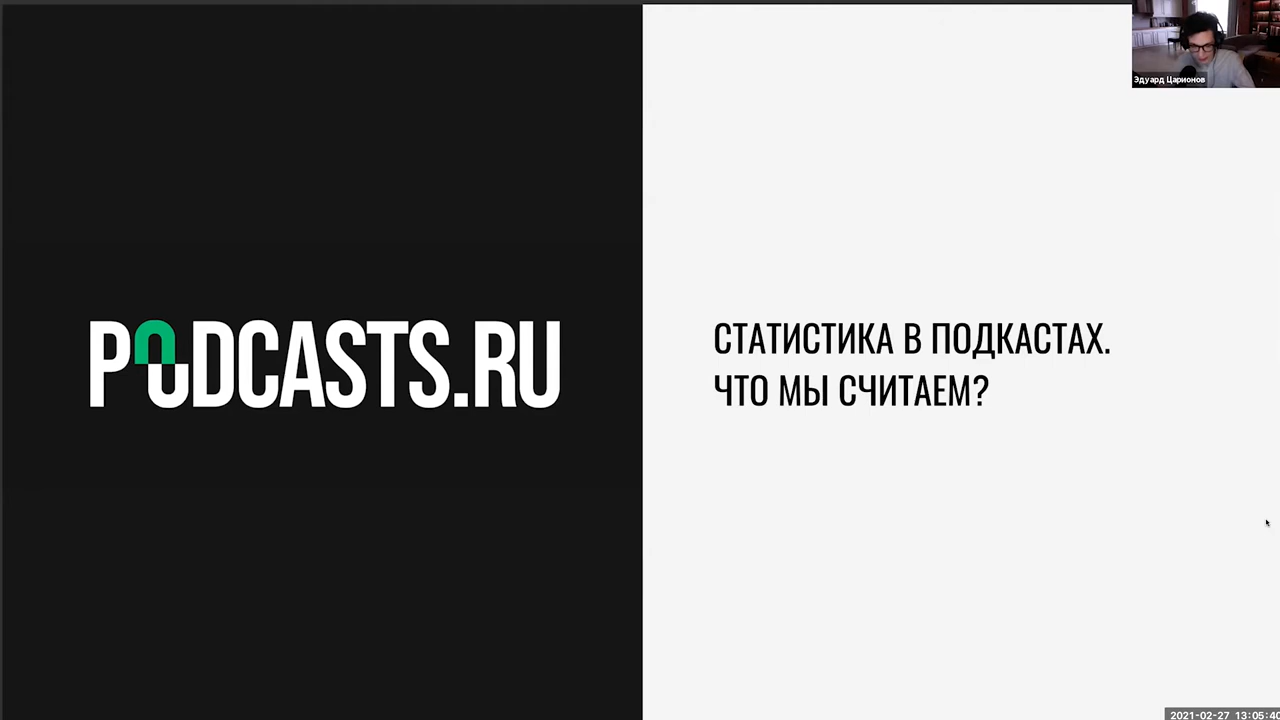 Эдуард Царионов
PODCASTS.RU
СТАТИСТИКА В ПОДКАСТАХ.
ЧТО МЫ СЧИТАЕМ?
2021-02-27 13:05:40